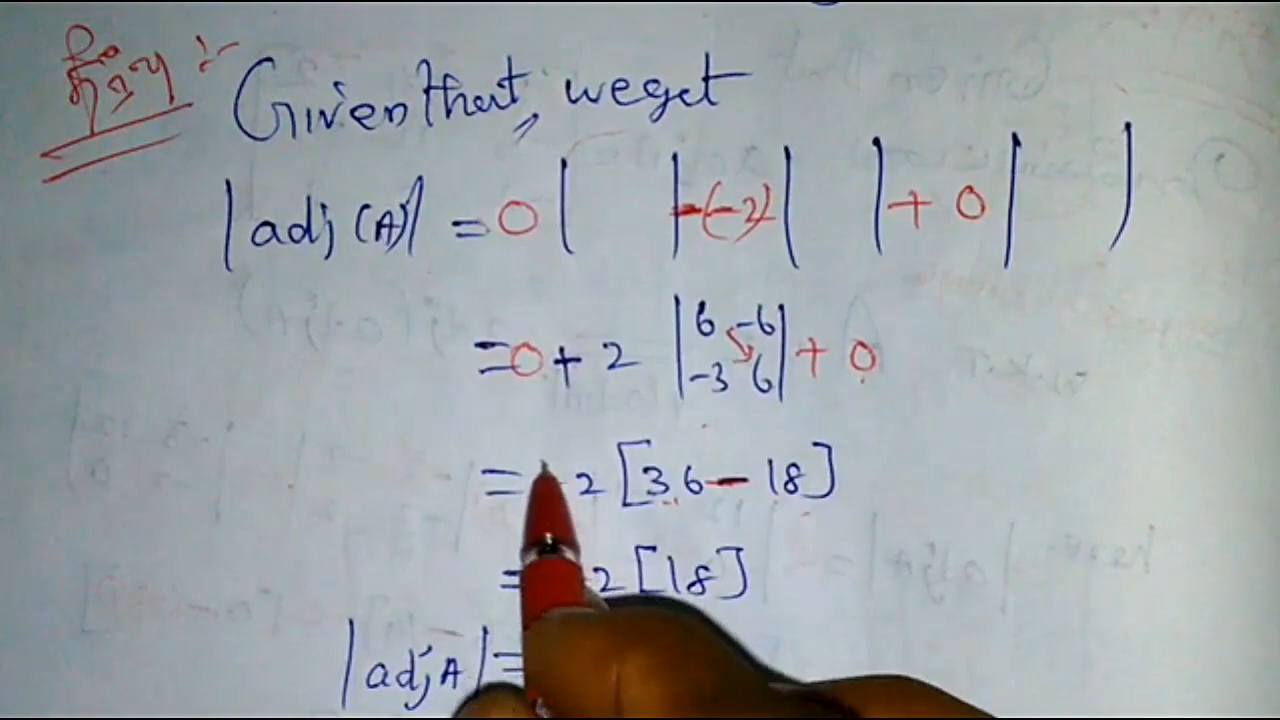 தீர்வு :-
Given that, we get
|adj(A)| = 0 | | -(-2) | | + 0 | |
= 0 + 2 | 6 -6 | + 0
| -3 6 |
= 2 [36 - 18]
= 2 [18]
|adj A| =